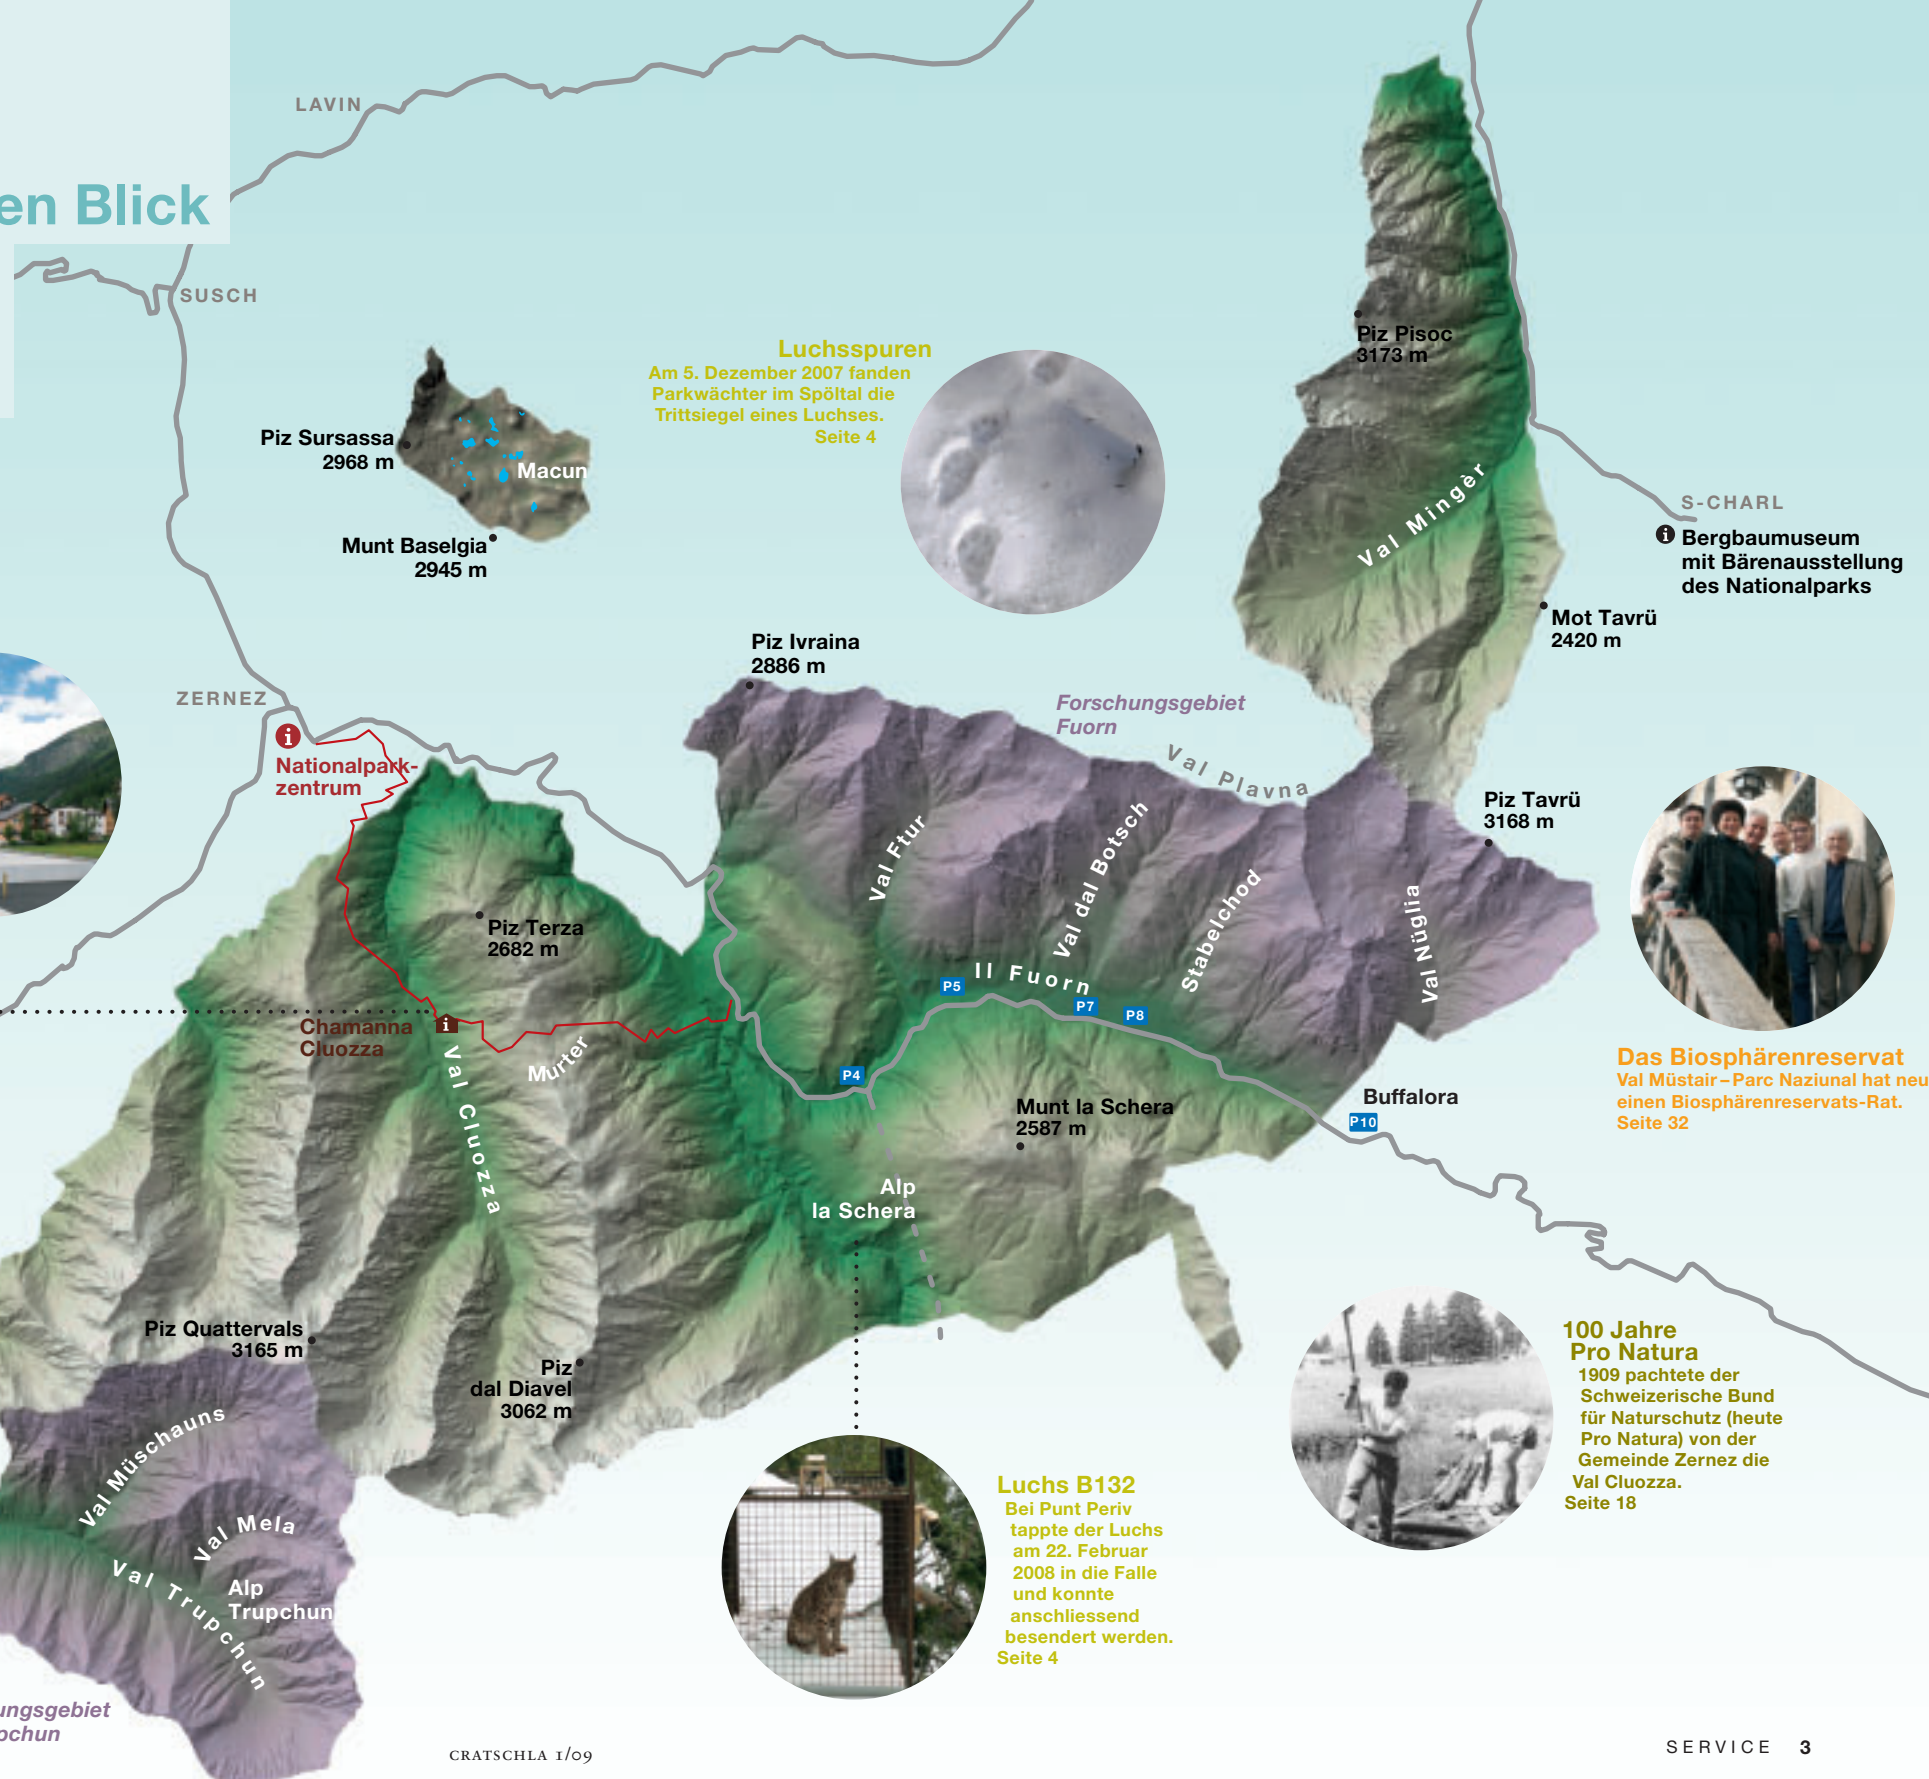 en Blick
LAVIN
SUSCH
Piz Sursassa
2968 m
Macun
Munt Baselgia
2945 m
Luchsspuren
Am 5. Dezember 2007 fanden
Parkwächter im Spöltal die
Trittsiegel eines Luchses.
Seite 4
Piz Pisoc
3173 m
Val Mingèr
S-CHARL
i
Bergbaumuseum
mit Bärenausstellung
des Nationalparks
Mot Tavrü
2420 m
Piz Ivraina
2886 m
Forschungsgebiet
Fuorn
Val Plavna
ZERNEZ
i
Nationalpark-
zentrum
Piz Tavrü
3168 m
Val Ftur
Val dal Botsch
Stabelchod
Val Nüglia
Piz Terza
2682 m
Il Fuorn
P5
P7
P8
Chamanna
Cluozza
i
Val Cluozza
Murter
P4
Munt la Schera
2587 m
Buffalora
P10
Das Biosphärenreservat
Val Müstair – Parc Naziunal hat neu
einen Biosphärenreservats-Rat.
Seite 32
Alp
la Schera
Piz Quattervals
3165 m
Piz
dal Diavel
3062 m
100 Jahre
Pro Natura
1909 pachtete der
Schweizerische Bund
für Naturschutz (heute
Pro Natura) von der
Gemeinde Zernez die
Val Cluozza.
Seite 18
Val Müschauns
Val Mela
Val Trupchun
Alp
Trupchun
Luchs B132
Bei Punt Periv
tappte der Luchs
am 22. Februar
2008 in die Falle
und konnte
anschliessend
besendert werden.
Seite 4
ungsgebiet
pchun
CRATSCHLA 1/09
SERVICE 3